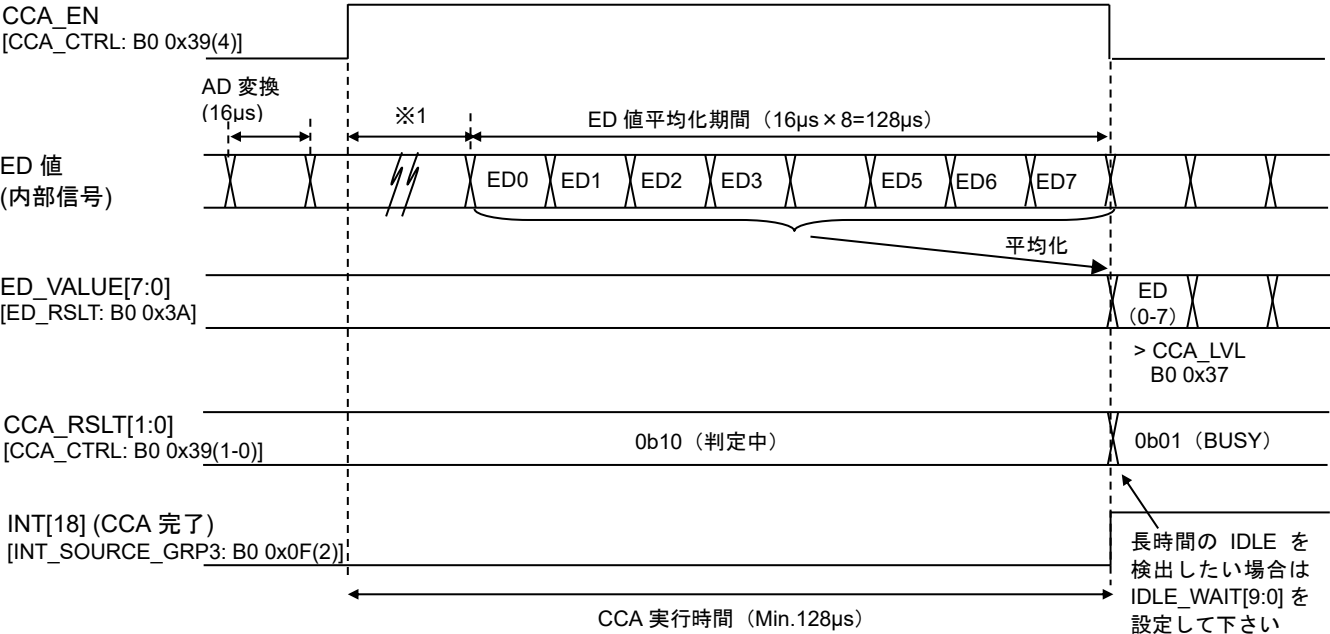 CCA_EN
[CCA_CTRL: B0 0x39(4)]
AD 変換
(16μs)
※1
ED 値平均化期間（16μs×8=128μs）
ED 値
(内部信号)
ED0 ED1 ED2 ED3 ED5 ED6 ED7
平均化
ED_VALUE[7:0]
[ED_RSLT: B0 0x3A]
ED
（0-7）
> CCA_LVL
B0 0x37
CCA_RSLT[1:0]
[CCA_CTRL: B0 0x39(1-0)]
0b10（判定中）
0b01（BUSY）
INT[18] (CCA 完了)
[INT_SOURCE_GRP3: B0 0x0F(2)]
長時間の IDLE を
検出したい場合は
IDLE_WAIT[9:0] を
設定して下さい
CCA 実行時間（Min.128μs）